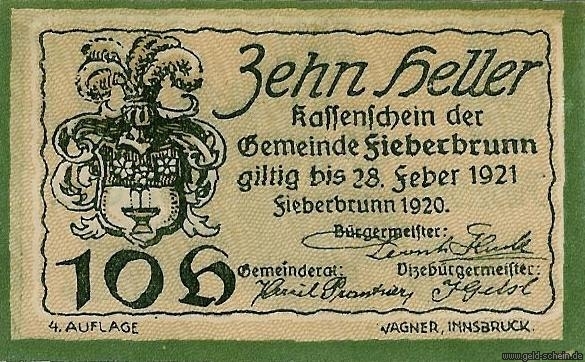 Zehn Heller
Kassenschein der
Gemeinde Fieberbrunn
giltig bis 28. Feber 1921
Fieberbrunn 1920.
Bürgermeister:
10 H
Gemeinderat:
Vizebürgermeister:
4. AUFLAGE
WAGNER, INNSBRUCK.
www.geld-schein.de